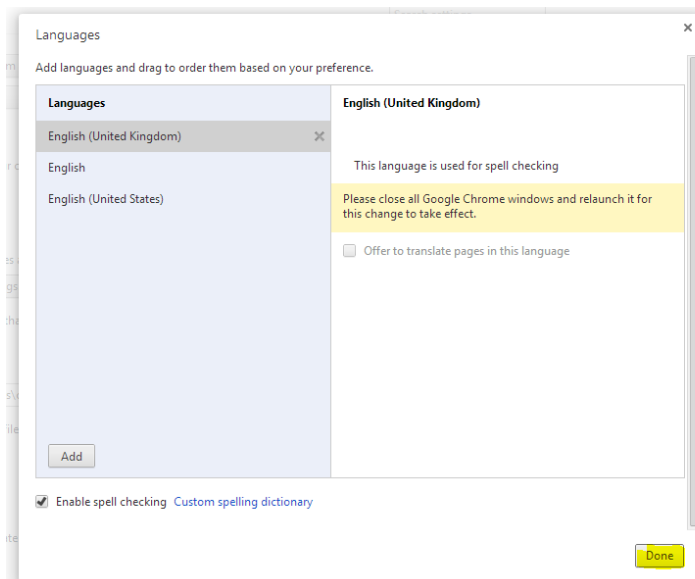 Languages
Add languages and drag to order them based on your preference.
Languages
English (United Kingdom)
English
English (United States)
Add
English (United Kingdom)
This language is used for spell checking
Please close all Google Chrome windows and relaunch it for
this change to take effect.
Offer to translate pages in this language
Enable spell checking Custom spelling dictionary
Done